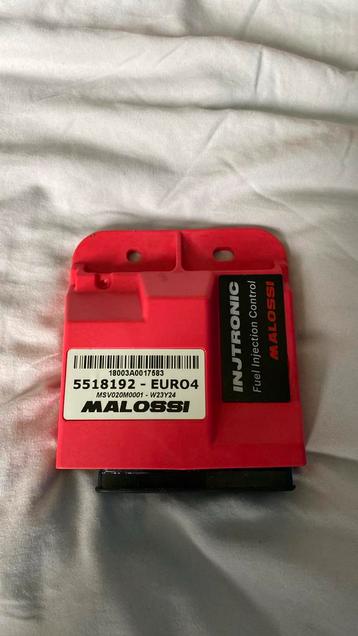 18003A0017583
5518192 - EURO4
MSV020M0001 - W23Y24
MALOSSI
INJTRONIC
Fuel Injection Control
MALOSSI